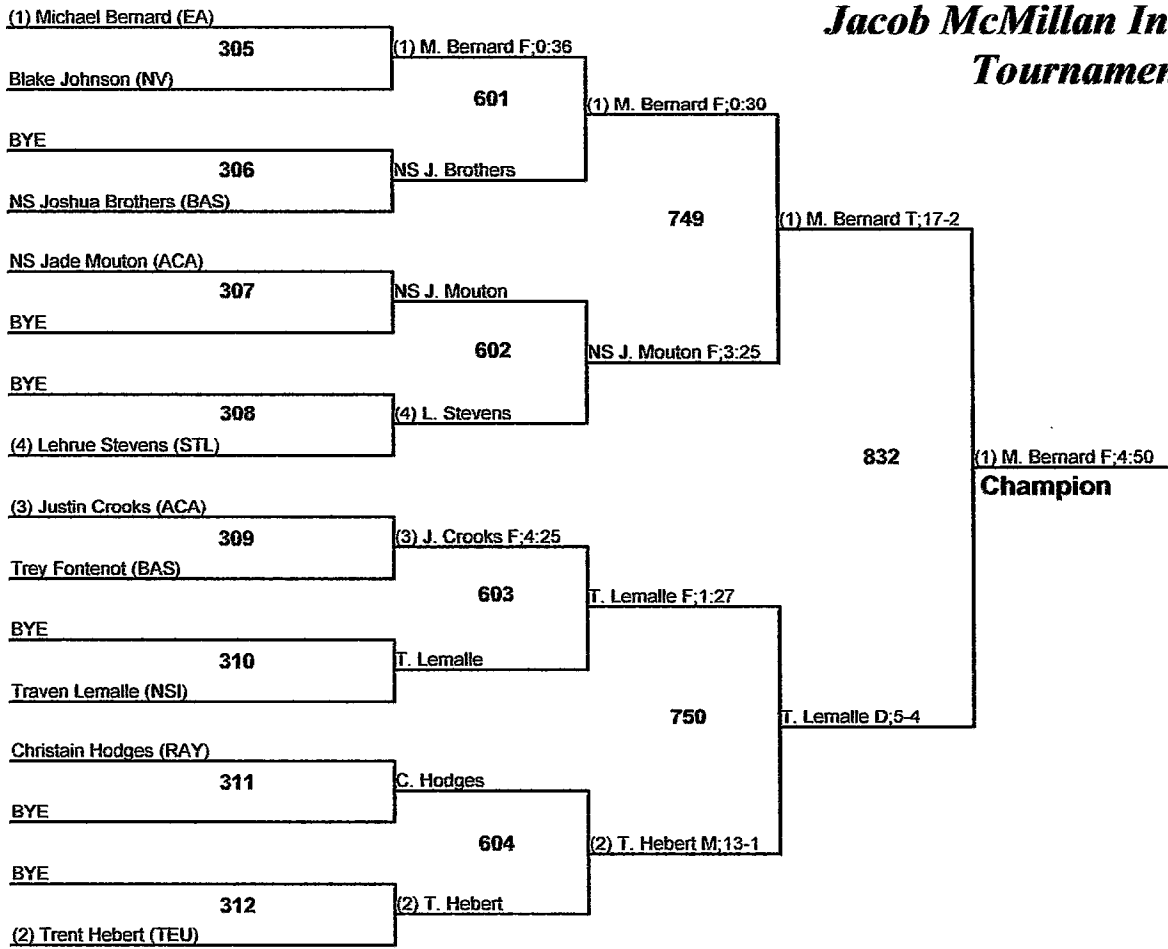 Jacob McMillan In
Tournamen
(1) Michael Bernard (EA)
305
Blake Johnson (NV)
(1) M. Bernard F;0:36
601
(1) M. Bernard F;0:30
BYE
306
NS Joshua Brothers (BAS)
NS J. Brothers
749
(1) M. Bernard T;17-2
NS Jade Mouton (ACA)
307
BYE
NS J. Mouton
602
NS J. Mouton F;3:25
BYE
308
(4) Lehrue Stevens (STL)
(4) L. Stevens
832
(1) M. Bernard F;4:50
Champion
(3) Justin Crooks (ACA)
309
Trey Fontenot (BAS)
(3) J. Crooks F;4:25
603
T. Lemalle F;1:27
BYE
310
Traven Lemalle (NSI)
T. Lemalle
750
T. Lemalle D;5-4
Christain Hodges (RAY)
311
BYE
C. Hodges
604
(2) T. Hebert M;13-1
BYE
312
(2) Trent Hebert (TEU)
(2) T. Hebert